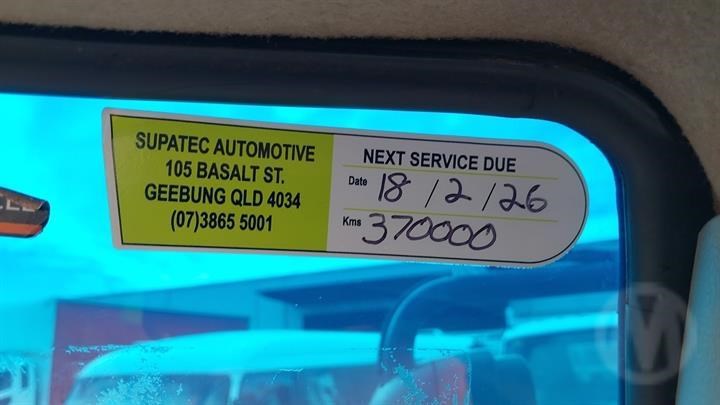 SUPATEC AUTOMOTIVE
105 BASALT ST.
GEEBUNG QLD 4034
(07)3865 5001
NEXT SERVICE DUE
Date 18/2/26
Kms 370000
M